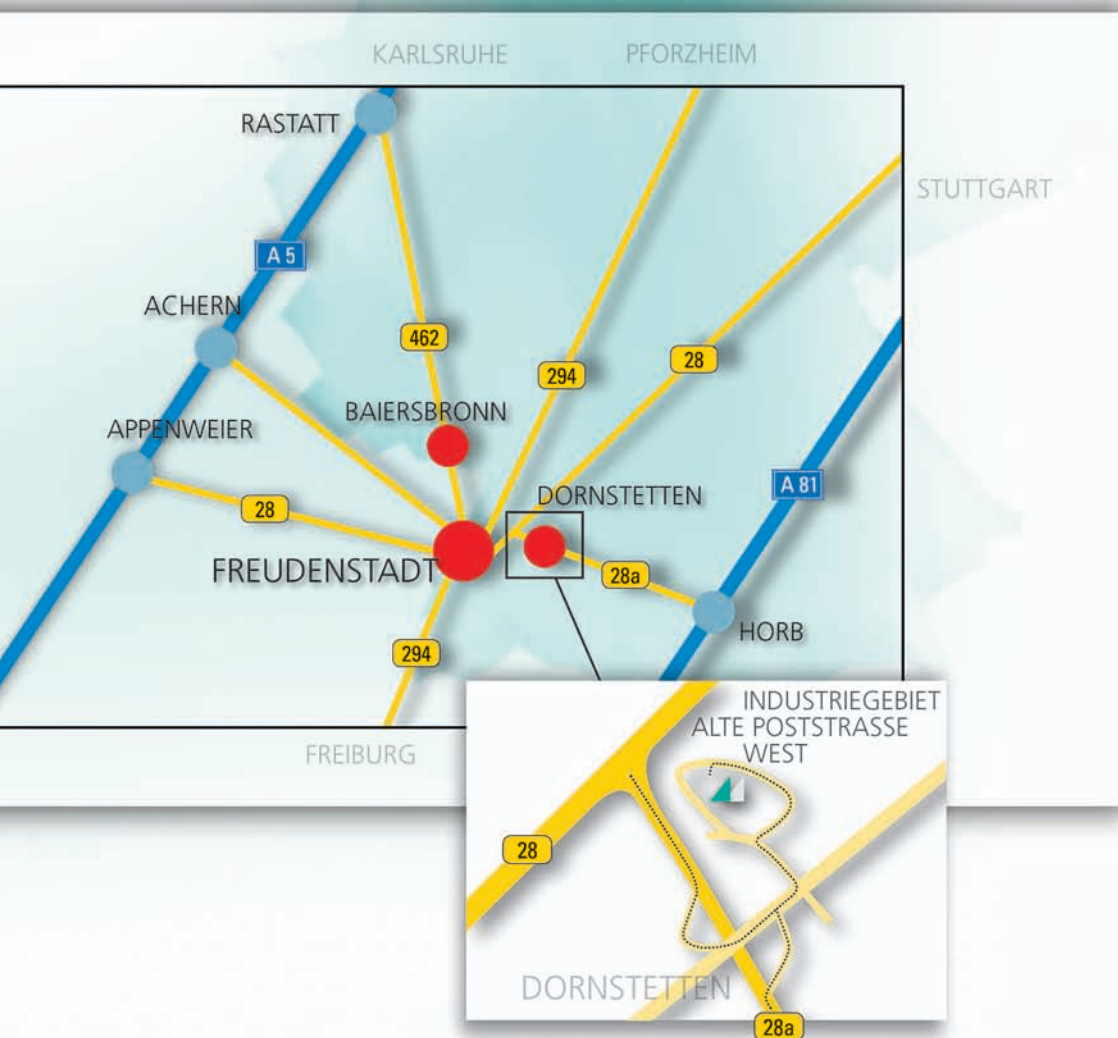 KARLSRUHE
PFORZHEIM
RASTATT
STUTTGART
A 5
ACHERN
462
28
294
BAIERSBRONN
APPENWEIER
A 81
DORNSTETTEN
28
FREUDENSTADT
28a
HORB
294
FREIBURG
INDUSTRIEGEBIET
ALTE POSTSTRASSE
WEST
28
DORNSTETTEN
28a